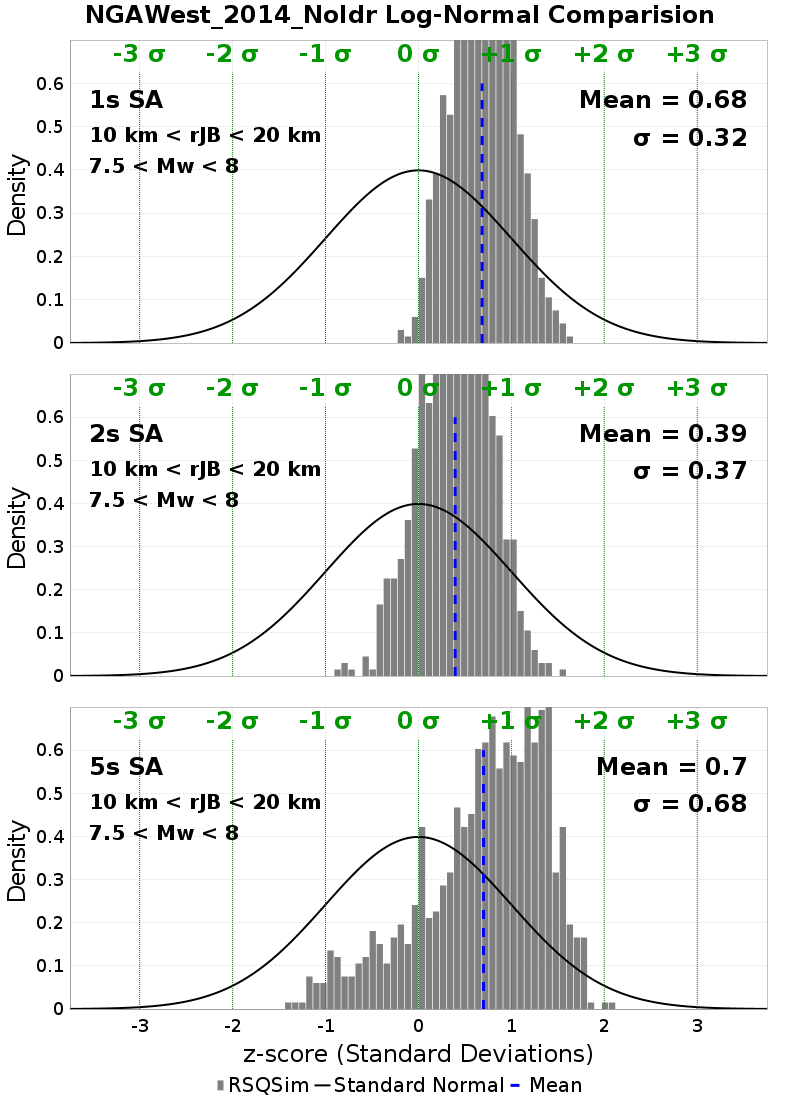 NGAWest_2014_NoIdr Log-Normal Comparision
-3 σ -2 σ -1 σ 0 σ +1 σ +2 σ +3 σ
1s SA
Mean = 0.68
10 km < rJB < 20 km
σ = 0.32
7.5 < Mw < 8
Density
0.6
0.5
0.4
0.3
0.2
0.1
0
-3 σ -2 σ -1 σ 0 σ +1 σ +2 σ +3 σ
2s SA
Mean = 0.39
10 km < rJB < 20 km
σ = 0.37
7.5 < Mw < 8
Density
0.6
0.5
0.4
0.3
0.2
0.1
0
-3 σ -2 σ -1 σ 0 σ +1 σ +2 σ +3 σ
5s SA
Mean = 0.7
10 km < rJB < 20 km
σ = 0.68
7.5 < Mw < 8
Density
0.6
0.5
0.4
0.3
0.2
0.1
0
-3 -2 -1 0 1 2 3
z-score (Standard Deviations)
RSQSim Standard Normal Mean